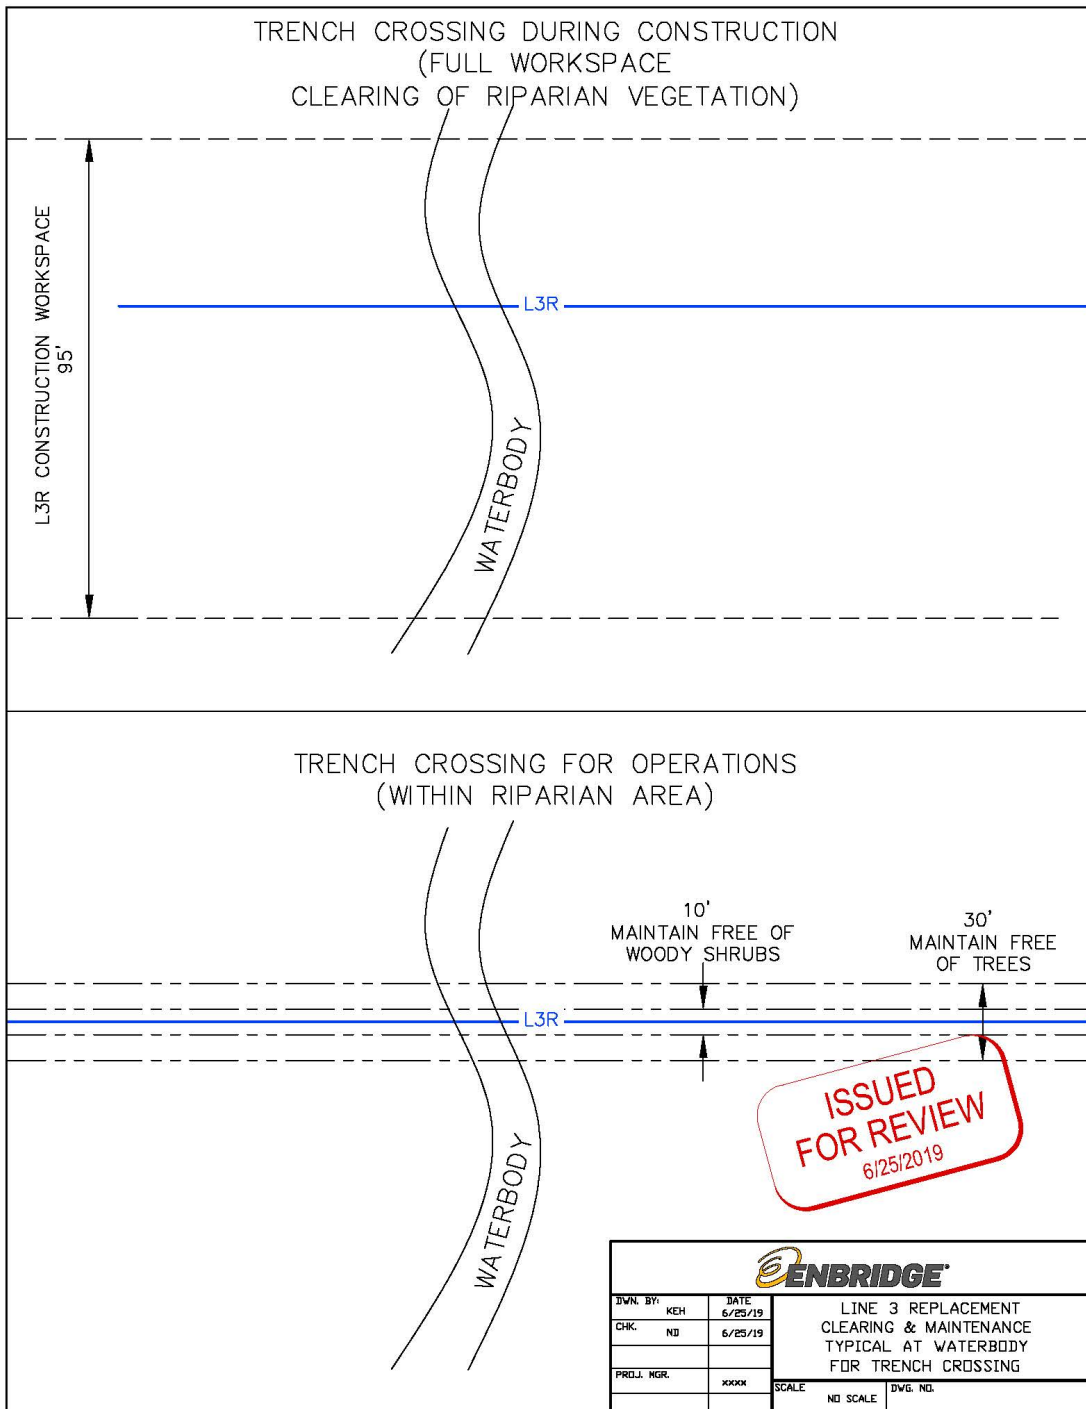 TRENCH CROSSING DURING CONSTRUCTION
(FULL WORKSPACE
CLEARING OF RIPARIAN VEGETATION)
L3R CONSTRUCTION WORKSPACE
95'
L3R
WATERBODY
TRENCH CROSSING FOR OPERATIONS
(WITHIN RIPARIAN AREA)
10'
MAINTAIN FREE OF
WOODY SHRUBS
30'
MAINTAIN FREE
OF TREES
L3R
WATERBODY
ISSUED
FOR REVIEW
6/25/2019
ENBRIDGE
DWN. BY:
KEH
DATE
6/25/19
CHK.
ND
6/25/19
PROJ. MGR.
XXXX
LINE 3 REPLACEMENT
CLEARING & MAINTENANCE
TYPICAL AT WATERBODY
FOR TRENCH CROSSING
SCALE
NO SCALE
DWG. NO.